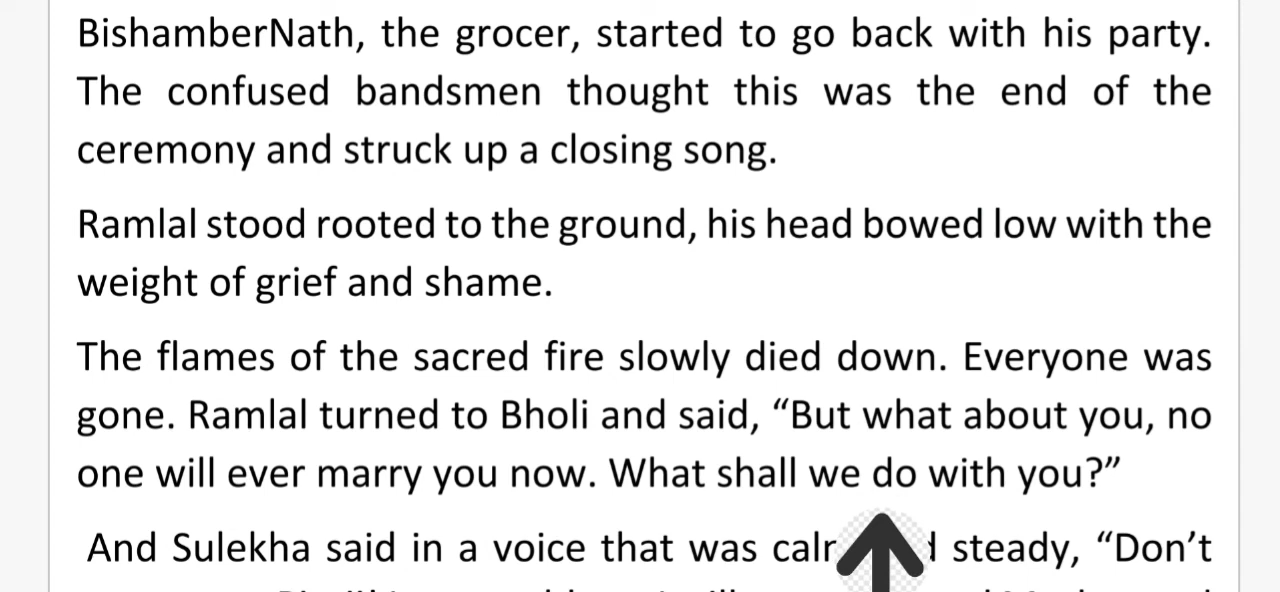 BishamberNath, the grocer, started to go back with his party.
The confused bandsmen thought this was the end of the
ceremony and struck up a closing song.
Ramlal stood rooted to the ground, his head bowed low with the
weight of grief and shame.
The flames of the sacred fire slowly died down. Everyone was
gone. Ramlal turned to Bholi and said, “But what about you, no
one will ever marry you now. What shall we do with you?”
And Sulekha said in a voice that was steady, “Don’t